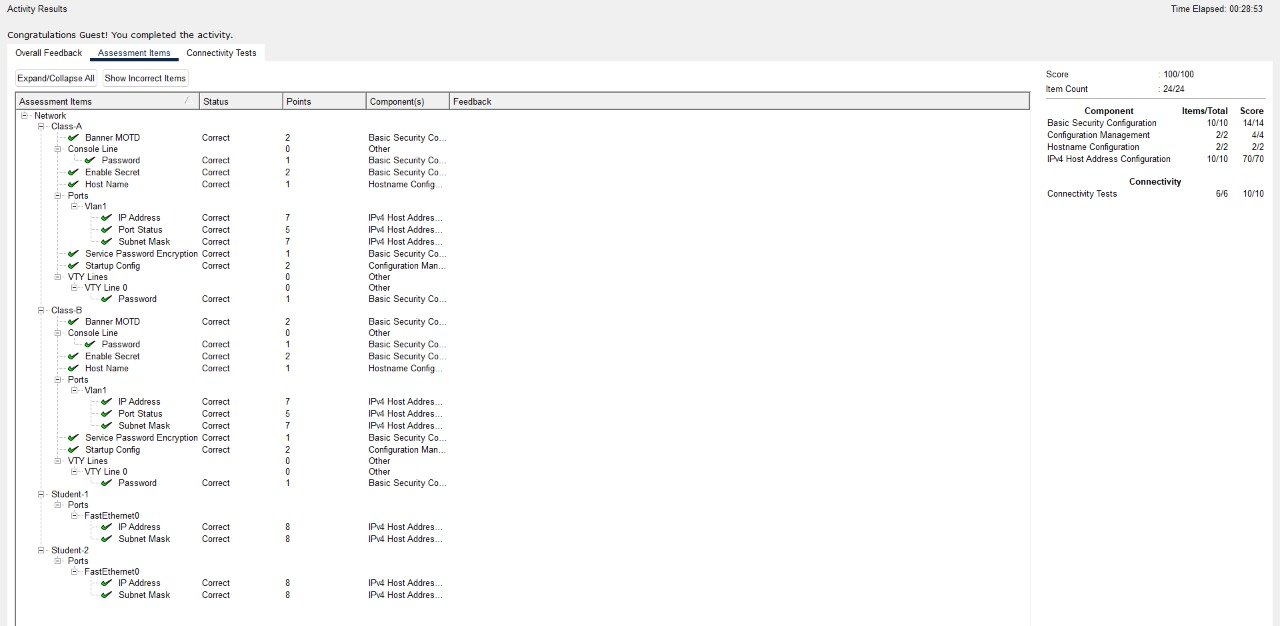 Activity Results Time Elapsed: 00:28:53
Congratulations Guest! You completed the activity.
Overall Feedback Assessment Items Connectivity Tests
Expand/Collapse All Show Incorrect Items
Assessment Items Status Points Component(s) Feedback
Network
Class-A
Banner MOTD Correct 2 Basic Security Co...
Console Line 0 Other
Password Correct 1 Basic Security Co...
Enable Secret Correct 2 Basic Security Co...
Host Name Correct 1 Hostname Config...
Ports
Vlan1
IP Address Correct 7 IPv4 Host Addres...
Port Status Correct 5 IPv4 Host Addres...
Subnet Mask Correct 7 IPv4 Host Addres...
Service Password Encryption Correct 1 Basic Security Co...
Startup Config Correct 2 Configuration Man...
VTY Lines 0 Other
VTY Line 0 0 Other
Password Correct 1 Basic Security Co...
Class-B
Banner MOTD Correct 2 Basic Security Co...
Console Line 0 Other
Password Correct 1 Basic Security Co...
Enable Secret Correct 2 Basic Security Co...
Host Name Correct 1 Hostname Config...
Ports
Vlan1
IP Address Correct 7 IPv4 Host Addres...
Port Status Correct 5 IPv4 Host Addres...
Subnet Mask Correct 7 IPv4 Host Addres...
Service Password Encryption Correct 1 Basic Security Co...
Startup Config Correct 2 Configuration Man...
VTY Lines 0 Other
VTY Line 0 0 Other
Password Correct 1 Basic Security Co...
Student-1
Ports
FastEthernet0
IP Address Correct 8 IPv4 Host Addres...
Subnet Mask Correct 8 IPv4 Host Addres...
Student-2
Ports
FastEthernet0
IP Address Correct 8 IPv4 Host Addres...
Subnet Mask Correct 8 IPv4 Host Addres...
Score : 100/100
Item Count : 24/24
Component Items/Total Score
Basic Security Configuration 10/10 14/14
Configuration Management 2/2 4/4
Hostname Configuration 2/2 2/2
IPv4 Host Address Configuration 10/10 70/70
Connectivity
Connectivity Tests 6/6 10/10